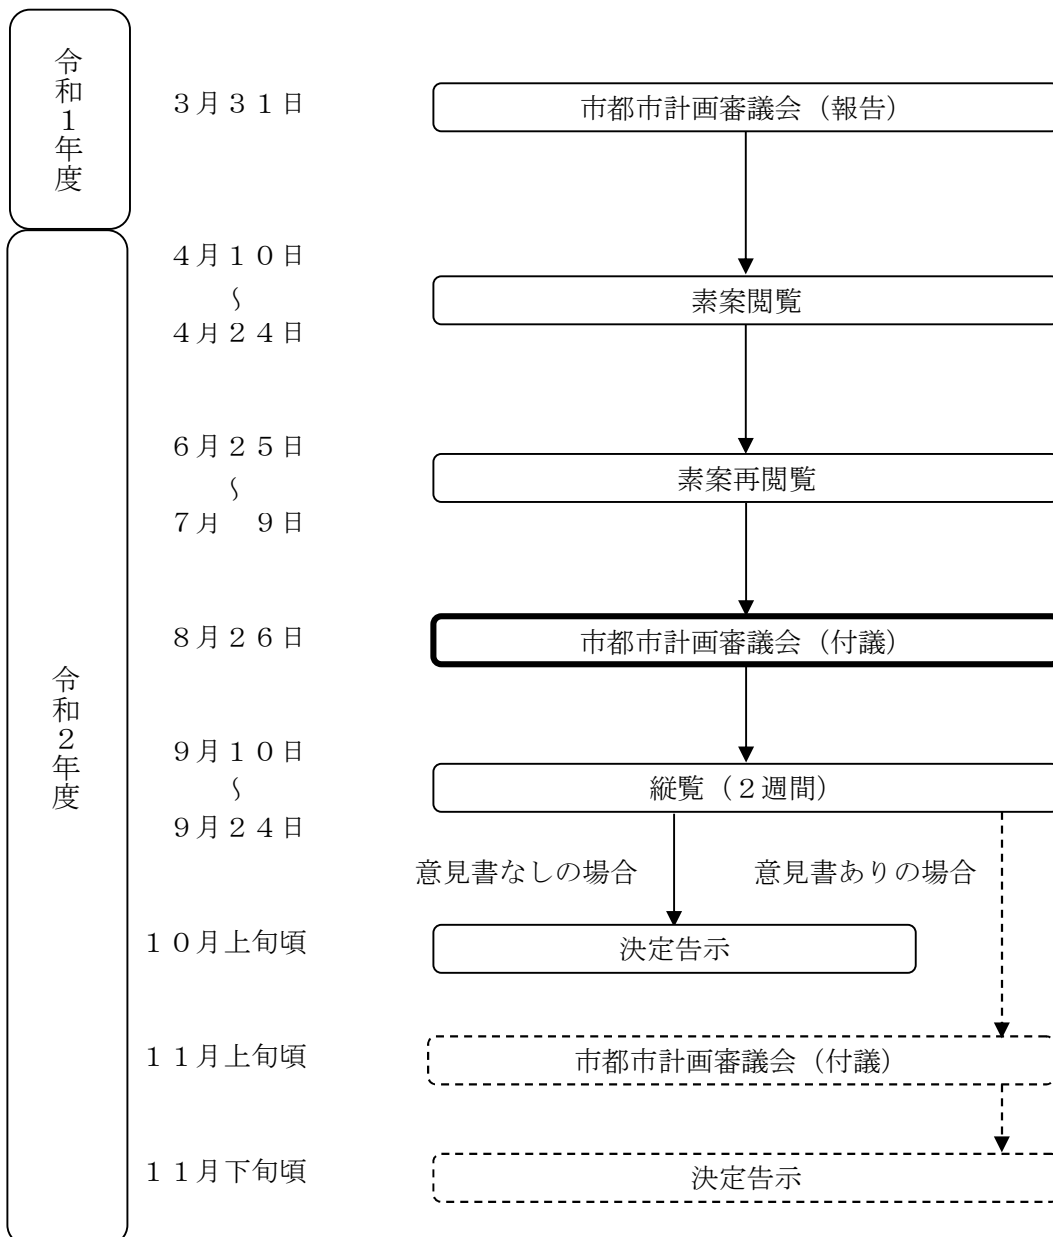 令和１年度
３月３１日
市都市計画審議会（報告）
令和２年度
４月１０日
～
４月２４日
素案閲覧
６月２５日
～
７月　９日
素案再閲覧
８月２６日
市都市計画審議会（付議）
９月１０日
～
９月２４日
縦覧（２週間）
意見書なしの場合
意見書ありの場合
１０月上旬頃
決定告示
１１月上旬頃
市都市計画審議会（付議）
１１月下旬頃
決定告示